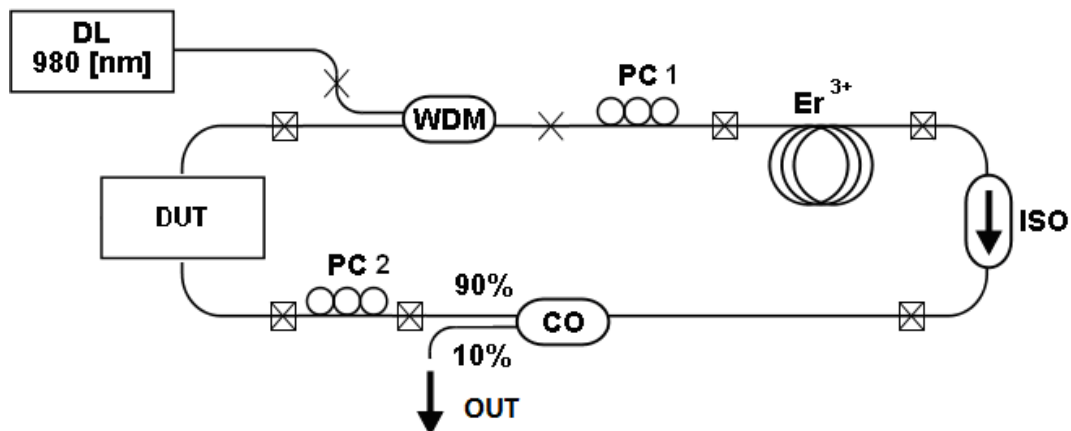 DL
980 [nm]
PC 1
Er 3+
WDM
DUT
ISO
PC 2
90%
CO
10%
OUT